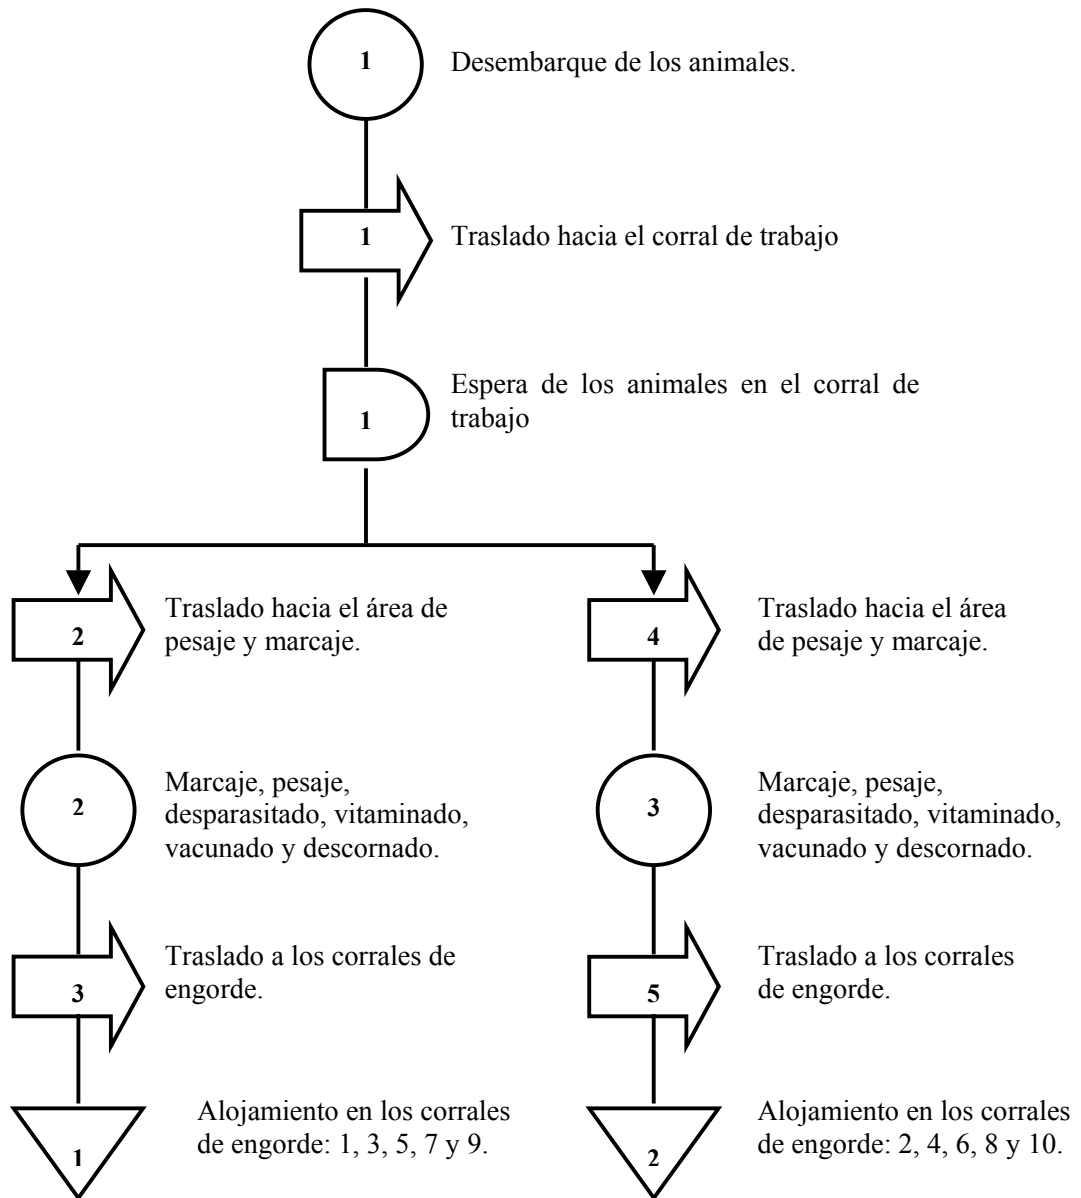 1
Desembarque de los animales.
1
Traslado hacia el corral de trabajo
1
Espera de los animales en el corral de
trabajo
2
Traslado hacia el área de
pesaje y marcaje.
4
Traslado hacia el área
de pesaje y marcaje.
2
Marcaje, pesaje,
desparasitado, vitaminado,
vacunado y descornado.
3
Marcaje, pesaje,
desparasitado, vitaminado,
vacunado y descornado.
3
Traslado a los corrales de
engorde.
5
Traslado a los corrales
de engorde.
1
Alojamiento en los corrales
de engorde: 1, 3, 5, 7 y 9.
2
Alojamiento en los corrales
de engorde: 2, 4, 6, 8 y 10.